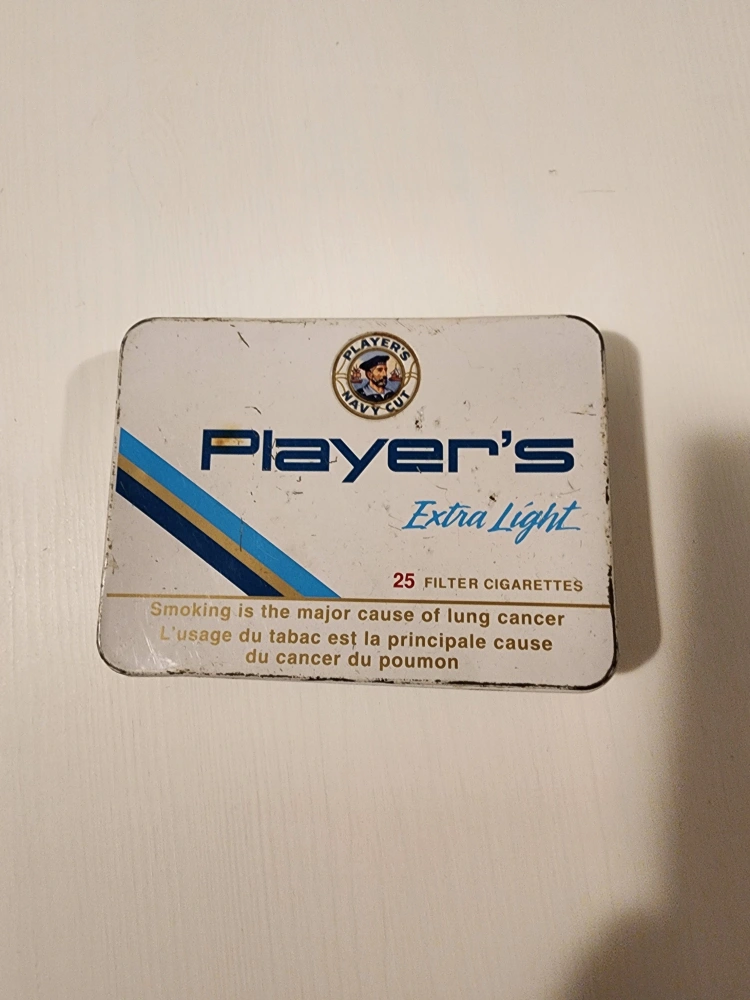 PLAYER'S
NAVY CUT
Player's
Extra Light
25 FILTER CIGARETTES
Smoking is the major cause of lung cancer
L'usage du tabac est la principale cause
du cancer du poumon